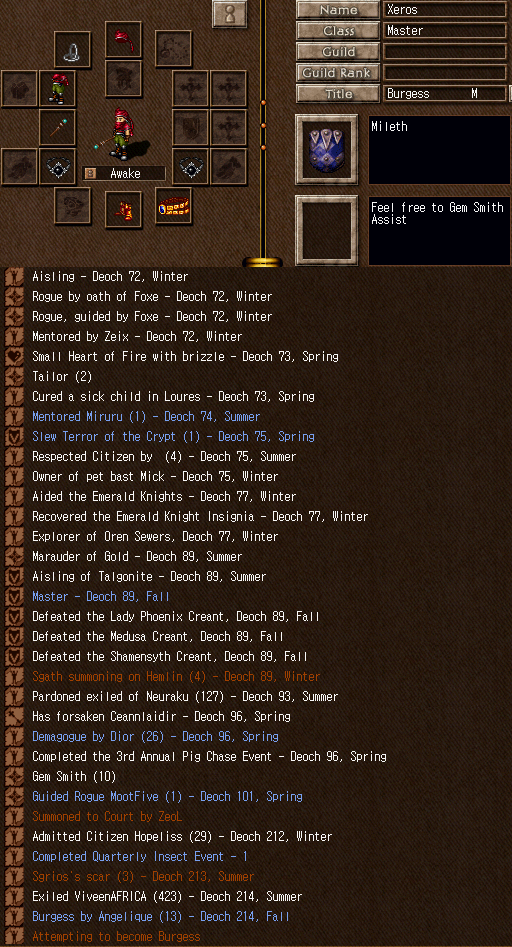 Name Xeros
Class Master
Guild
Guild Rank
Title Burgess M
Awake
Mileth
Feel free to Gem Smith
Assist
Aisling - Deoch 72, Winter
Rogue by oath of Foxe - Deoch 72, Winter
Rogue, guided by Foxe - Deoch 72, Winter
Mentored by Zeix - Deoch 72, Winter
Small Heart of Fire with brizzle - Deoch 73, Spring
Tailor (2)
Cured a sick child in Loures - Deoch 73, Spring
Mentored Miruru (1) - Deoch 74, Summer
Slew Terror of the Crypt (1) - Deoch 75, Spring
Respected Citizen by (4) - Deoch 75, Summer
Owner of pet bast Mick - Deoch 75, Winter
Aided the Emerald Knights - Deoch 77, Winter
Recovered the Emerald Knight Insignia - Deoch 77, Winter
Explorer of Oren Sewers, Deoch 77, Winter
Marauder of Gold - Deoch 89, Summer
Aisling of Talgonite - Deoch 89, Summer
Master - Deoch 89, Fall
Defeated the Lady Phoenix Creant, Deoch 89, Fall
Defeated the Medusa Creant, Deoch 89, Fall
Defeated the Shamensyth Creant, Deoch 89, Fall
Sgath summoning on Hemlin (4) - Deoch 89, Winter
Pardoned exiled of Neuraku (127) - Deoch 93, Summer
Has forsaken Ceannlaidir - Deoch 96, Spring
Demagogue by Dior (26) - Deoch 96, Spring
Completed the 3rd Annual Pig Chase Event - Deoch 96, Spring
Gem Smith (10)
Guided Rogue MootFive (1) - Deoch 101, Spring
Summoned to Court by ZeoL
Admitted Citizen Hopeliss (29) - Deoch 212, Winter
Completed Quarterly Insect Event - 1
Sgrios's scar (3) - Deoch 213, Summer
Exiled ViveenAFRICA (423) - Deoch 214, Summer
Burgess by Angelique (13) - Deoch 214, Fall
Attempting to become Burgess